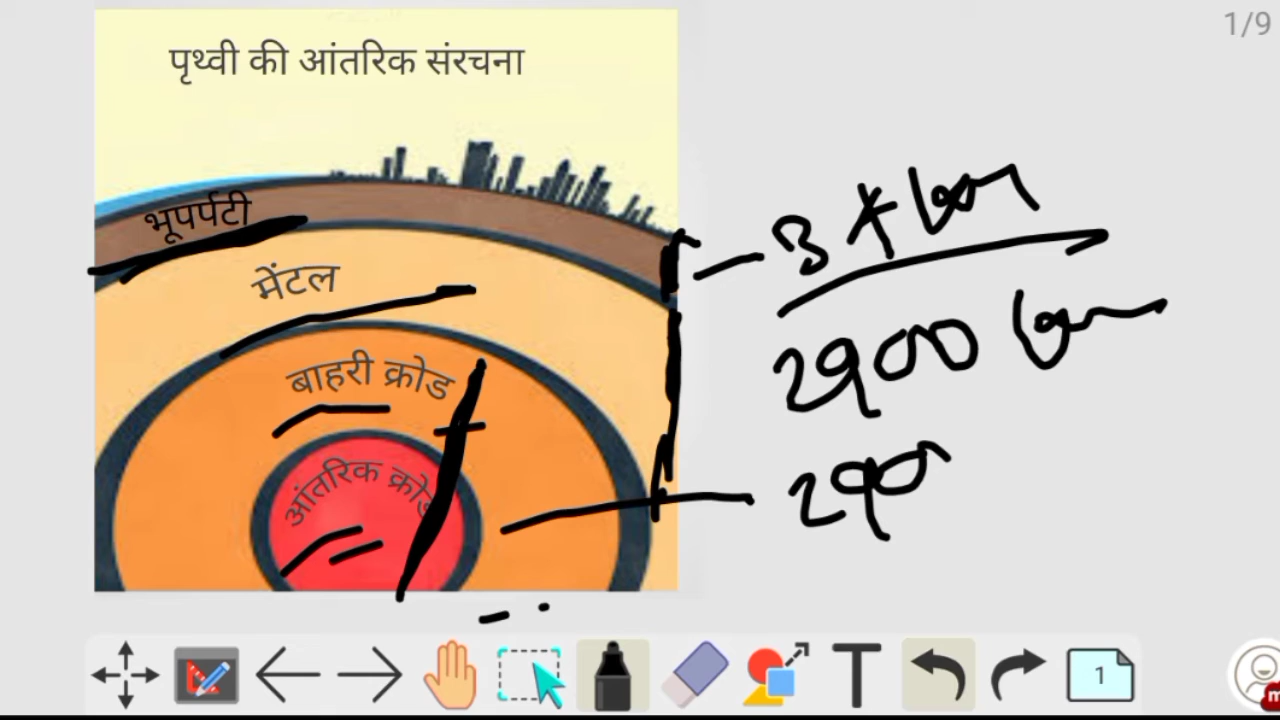 1/9
पृथ्वी की आंतरिक संरचना
भूपर्पटी
मेंटल
बाहरी क्रोड
आंतरिक क्रोड
2900 km
290
T
1